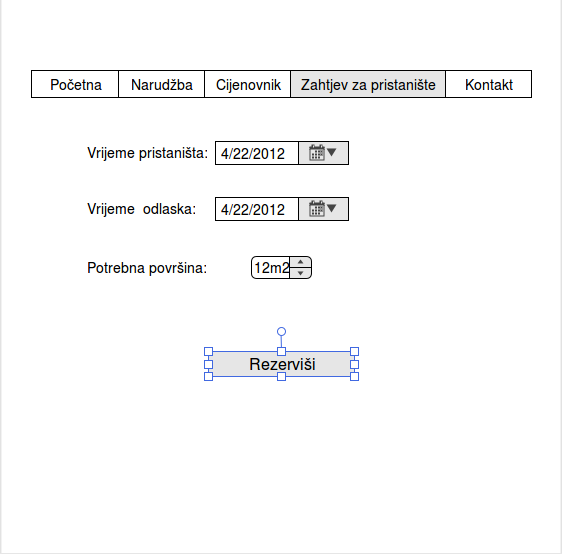 Početna Narudžba Cijenovnik Zahtjev za pristanište Kontakt
Vrijeme pristaništa: 4/22/2012
Vrijeme odlaska: 4/22/2012
Potrebna površina: 12m2
Rezerviši